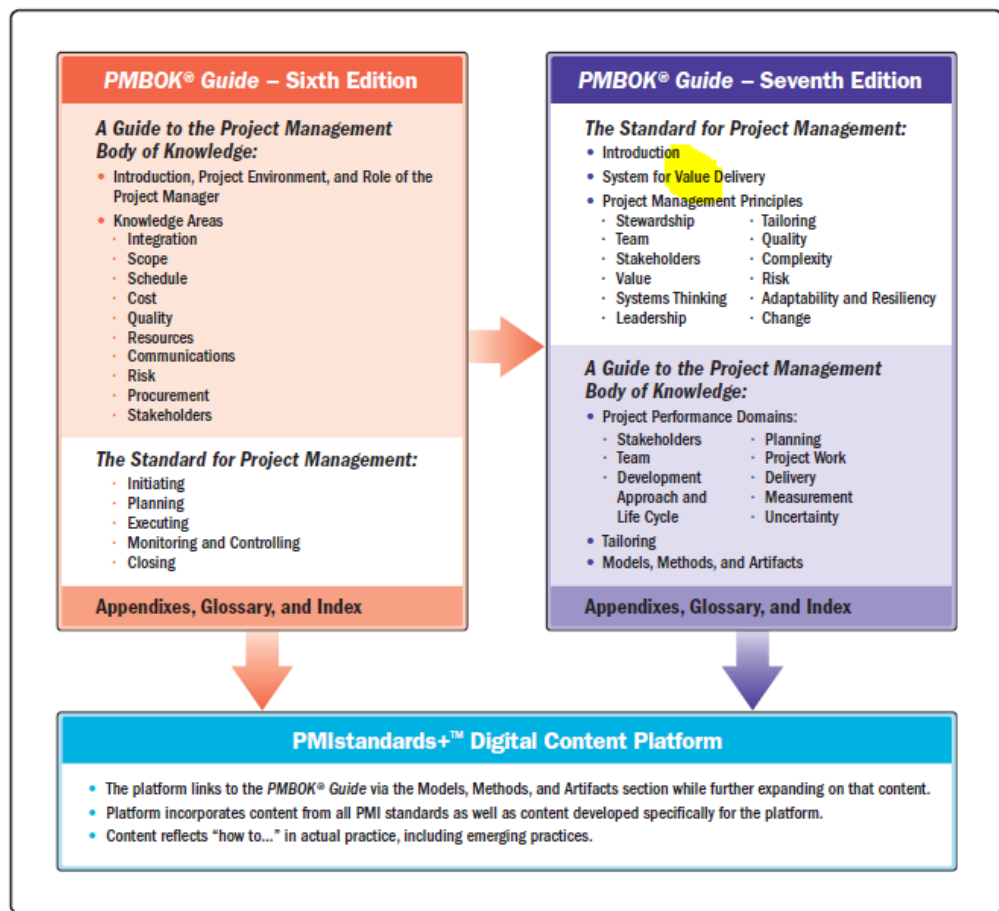 PMBOK® Guide – Sixth Edition
A Guide to the Project Management
Body of Knowledge:
• Introduction, Project Environment, and Role of the
Project Manager
• Knowledge Areas
· Integration
· Scope
· Schedule
· Cost
· Quality
· Resources
· Communications
· Risk
· Procurement
· Stakeholders
The Standard for Project Management:
· Initiating
· Planning
· Executing
· Monitoring and Controlling
· Closing
Appendixes, Glossary, and Index
PMBOK® Guide – Seventh Edition
The Standard for Project Management:
• Introduction
• System for Value Delivery
• Project Management Principles
· Stewardship
· Team
· Stakeholders
· Value
· Systems Thinking
· Leadership
· Tailoring
· Quality
· Complexity
· Risk
· Adaptability and Resiliency
· Change
A Guide to the Project Management
Body of Knowledge:
• Project Performance Domains:
· Stakeholders
· Team
· Development
Approach and
Life Cycle
· Planning
· Project Work
· Delivery
· Measurement
· Uncertainty
• Tailoring
• Models, Methods, and Artifacts
Appendixes, Glossary, and Index
PMIstandards+™ Digital Content Platform
• The platform links to the PMBOK® Guide via the Models, Methods, and Artifacts section while further expanding on that content.
• Platform incorporates content from all PMI standards as well as content developed specifically for the platform.
• Content reflects “how to...” in actual practice, including emerging practices.